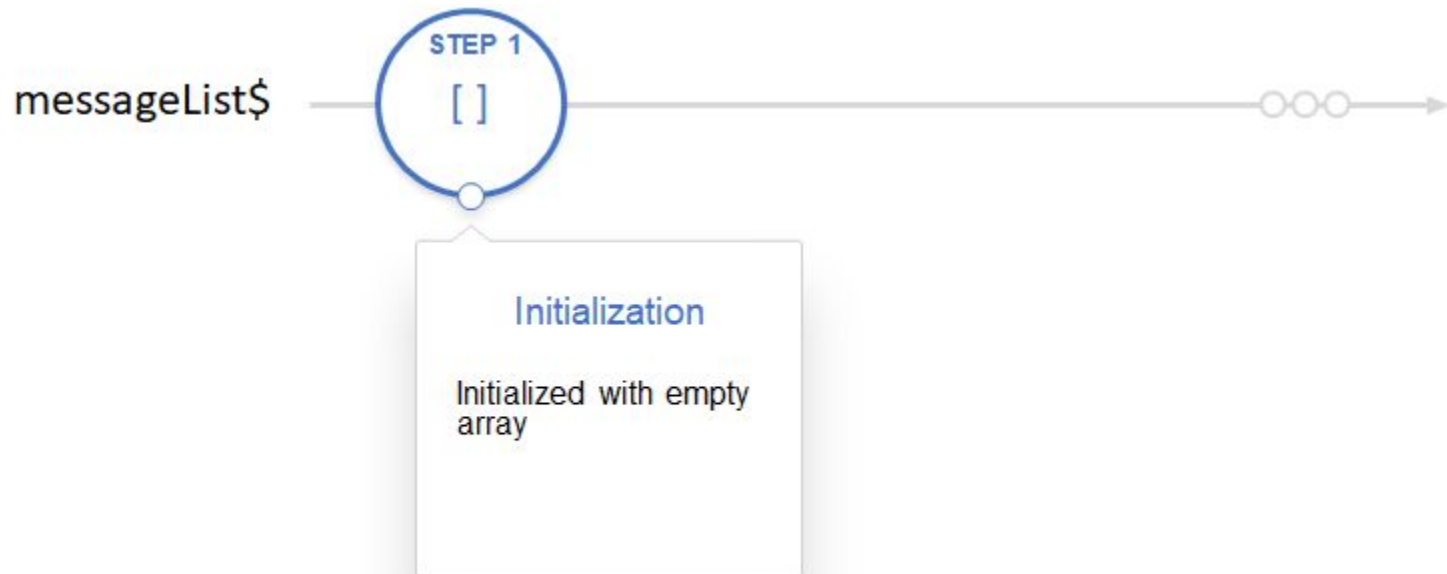 STEP 1
messageList$
[ ]
Initialization
Initialized with empty
array